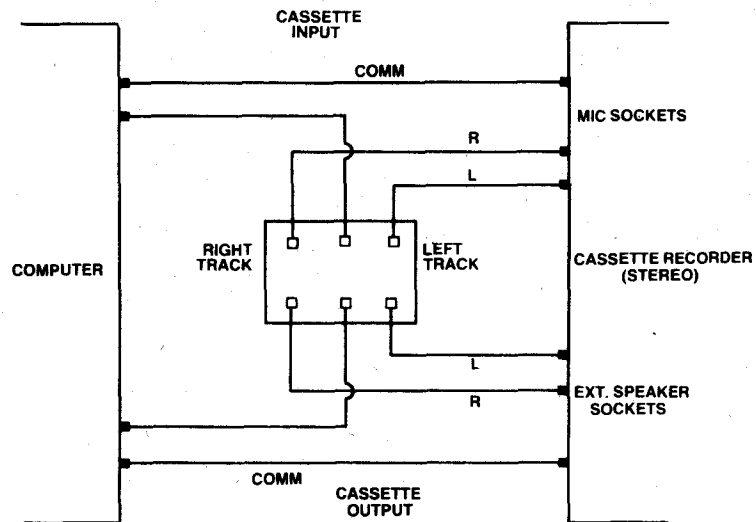 CASSETTE
INPUT
COMM
MIC SOCKETS
R
L
RIGHT
TRACK
LEFT
TRACK
COMPUTER
CASSETTE RECORDER
(STEREO)
L
R
EXT. SPEAKER
SOCKETS
COMM
CASSETTE
OUTPUT